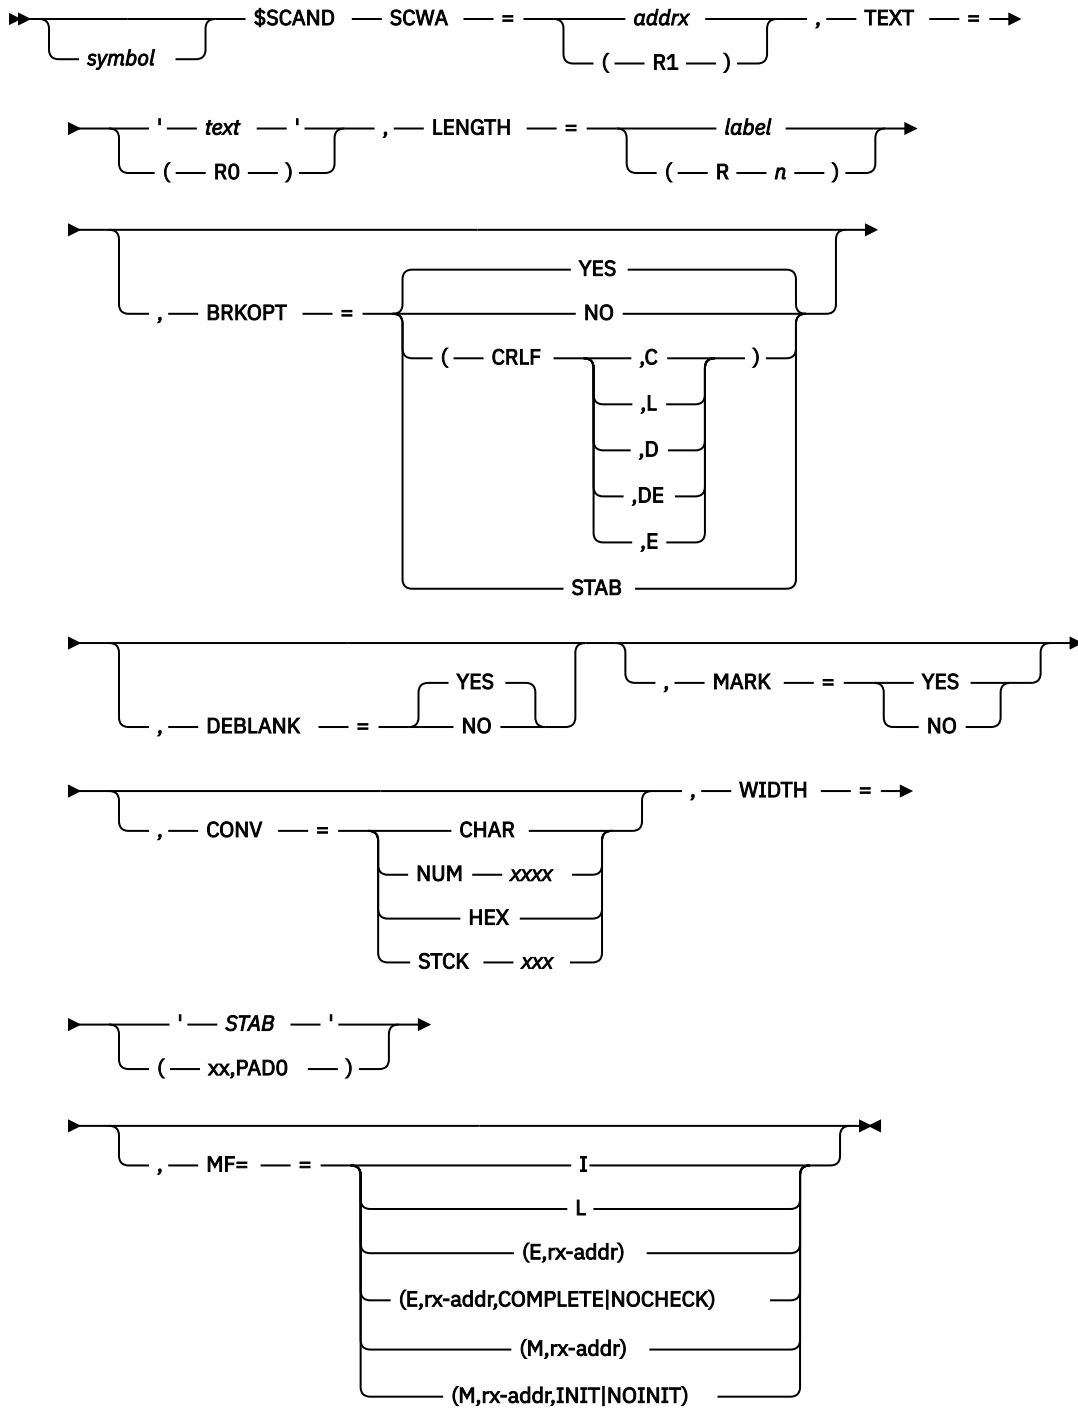 $SCAND SCWA = addrx , TEXT =
symbol ( R1 )
' text ' , LENGTH = label
( R0 ) ( R n )
YES
, BRKOPT = NO
( CRLF ,C )
,L
,D
,DE
,E
STAB
YES , MARK = YES
, DEBLANK = NO NO
, WIDTH =
, CONV = CHAR
NUM xxxx
HEX
STCK xxx
' STAB '
( xx,PAD0 )
, MF= = I
L
(E,rx-addr)
(E,rx-addr,COMPLETE|NOCHECK)
(M,rx-addr)
(M,rx-addr,INIT|NOINIT)